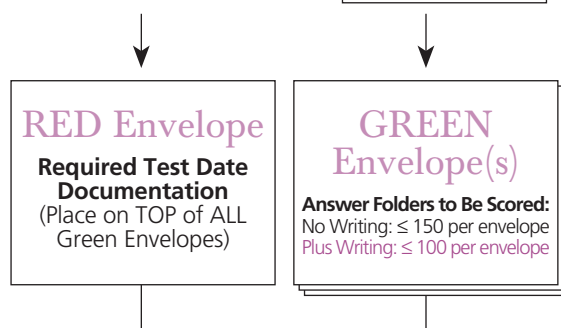 RED Envelope
Required Test Date
Documentation
(Place on TOP of ALL
Green Envelopes)
GREEN
Envelope(s)
Answer Folders to Be Scored:
No Writing: ≤ 150 per envelope
Plus Writing: ≤ 100 per envelope